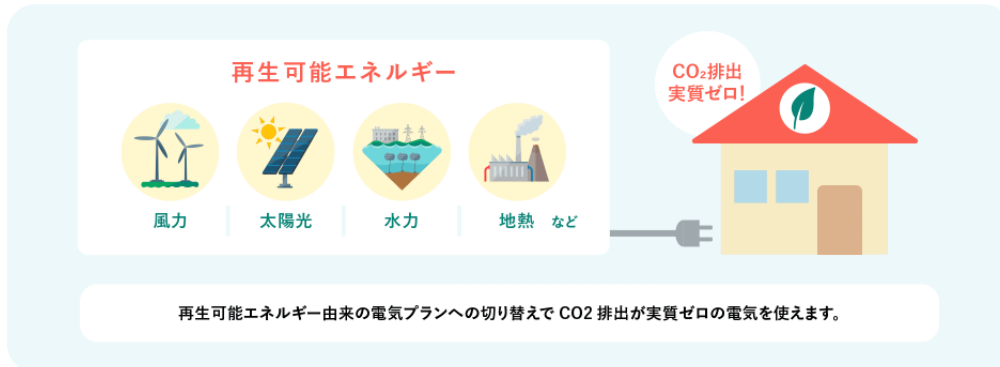 再生可能エネルギー
CO₂排出
実質ゼロ!
風力
太陽光
水力
地熱 など
再生可能エネルギー由来の電気プランへの切り替えで CO2 排出が実質ゼロの電気を使えます。